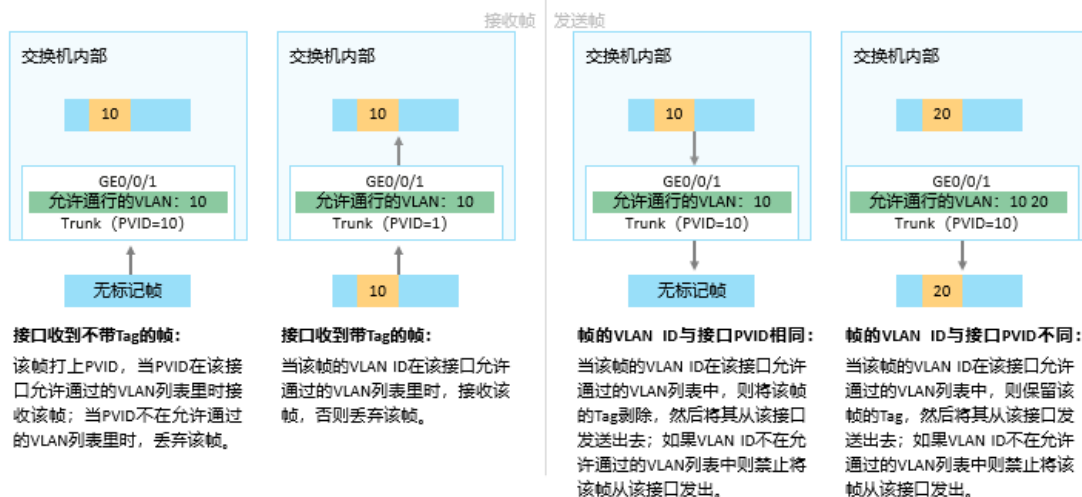 接收帧 发送帧
交换机内部
10
GE0/0/1
允许通行的VLAN：10
Trunk（PVID=10）
无标记帧
接口收到不带Tag的帧：
该帧打上PVID，当PVID在该接
口允许通过的VLAN列表里时接
收该帧；当PVID不在允许通过
的VLAN列表里时，丢弃该帧。
交换机内部
10
GE0/0/1
允许通行的VLAN：10
Trunk（PVID=1）
10
接口收到带Tag的帧：
当该帧的VLAN ID在该接口允许
通过的VLAN列表里时，接收该
帧，否则丢弃该帧。
交换机内部
10
GE0/0/1
允许通行的VLAN：10
Trunk（PVID=10）
无标记帧
帧的VLAN ID与接口PVID相同：
当该帧的VLAN ID在该接口允许
通过的VLAN列表中，则将该帧
的Tag剥除，然后将其从该接口
发送出去；如果VLAN ID不在允
许通过的VLAN列表中则禁止将
该帧从该接口发出。
交换机内部
20
GE0/0/1
允许通行的VLAN：10 20
Trunk（PVID=10）
20
帧的VLAN ID与接口PVID不同：
当该帧的VLAN ID在该接口允许
通过的VLAN列表中，则保留该
帧的Tag，然后将其从该接口发
送出去；如果VLAN ID不在允许
通过的VLAN列表中则禁止将该
帧从该接口发出。